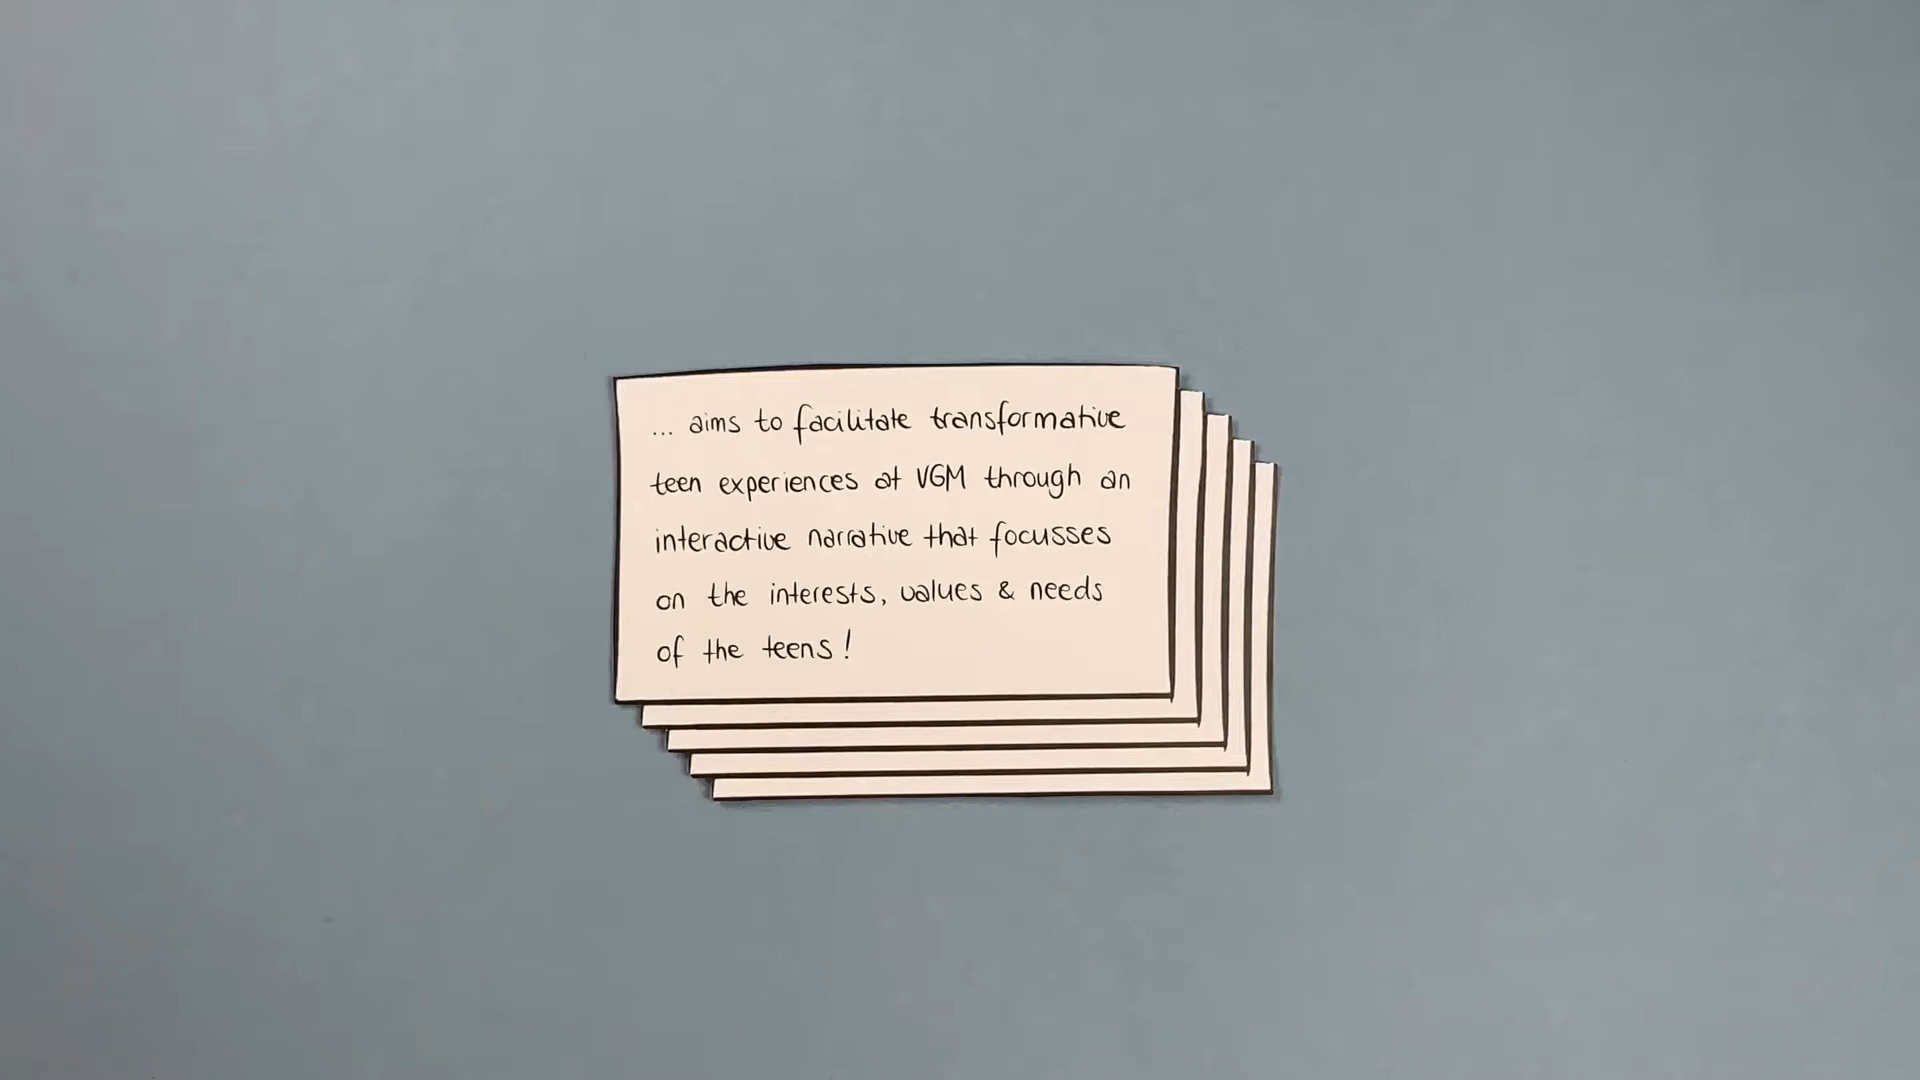 ... aims to facilitate transformative
teen experiences at VGM through an
interactive narrative that focusses
on the interests, values & needs
of the teens!